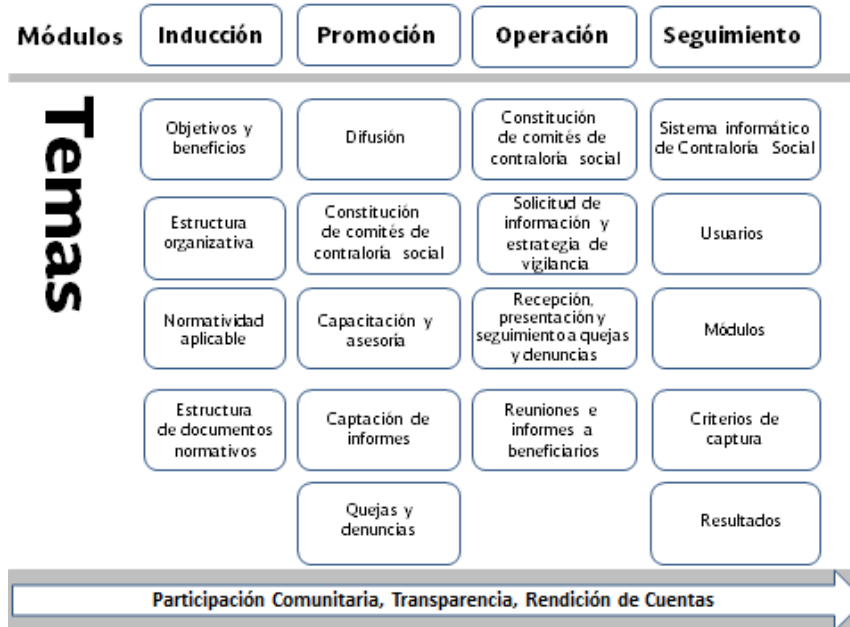 Módulos
Inducción
Promoción
Operación
Seguimiento
Temas
Objetivos y
beneficios
Estructura
organizativa
Normatividad
aplicable
Estructura
de documentos
normativos
Difusión
Constitución
de comités de
contraloría social
Capacitación y
asesoría
Captación de
informes
Quejas y
denuncias
Constitución
de comités de
contraloría social
Solicitud de
información y
estrategia de
vigilancia
Recepción,
presentación y
seguimiento a quejas
y denuncias
Reuniones e
informes a
beneficiarios
Sistema informático
de Contraloría Social
Usuarios
Módulos
Criterios de
captura
Resultados
Participación Comunitaria, Transparencia, Rendición de Cuentas